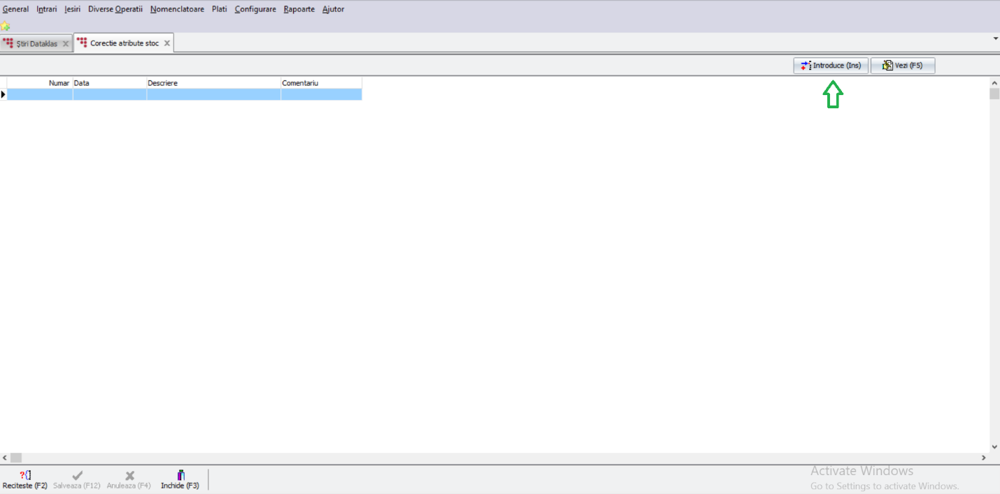 General Intrari Iesiri Diverse Operatii Nomenclatoare Plati Configurare Rapoarte Ajutor
Știri Dataklas Corectie atribute stoc
Introduce (Ins) Vezi (F5)
Numar Data Descriere Comentariu
Reciteste (F2) Salveaza (F12) Anuleaza (F4) Inchide (F3)
Activate Windows
Go to Settings to activate Windows.